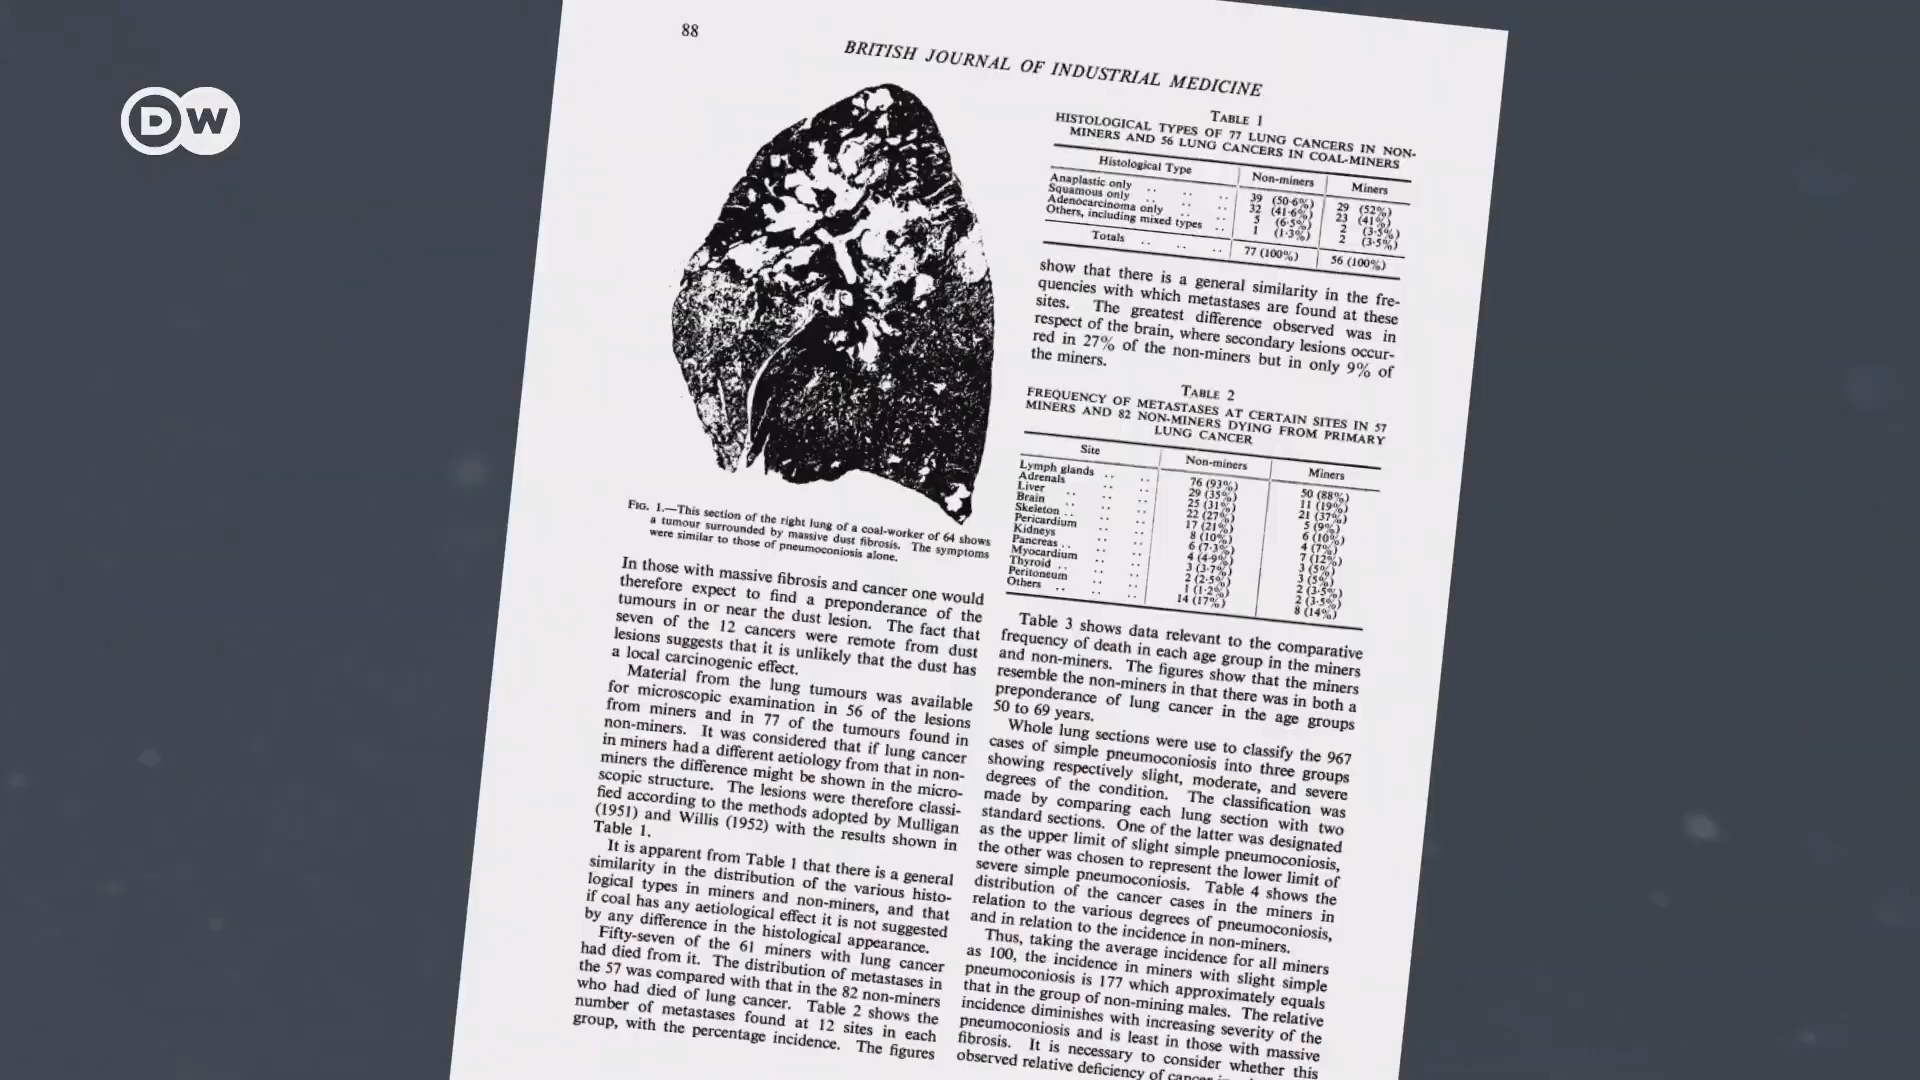 DW
88
BRITISH JOURNAL OF INDUSTRIAL MEDICINE
FIG. 1.—This section of the right lung of a coal-worker of 64 shows
a tumour surrounded by massive dust fibrosis. The symptoms
were similar to those of pneumoconiosis alone.
In those with massive fibrosis and cancer one would
therefore expect to find a preponderance of the
tumours in or near the dust lesion. The fact that
seven of the 12 cancers were remote from dust
lesions suggests that it is unlikely that the dust has
a local carcinogenic effect.
Material from the lung tumours was available
for microscopic examination in 56 of the lesions
from miners and in 77 of the tumours found in
non-miners. It was considered that if lung cancer
in miners had a different aetiology from that in non-
miners the difference might be shown in the micro-
scopic structure. The lesions were therefore classi-
fied according to the methods adopted by Mulligan
(1951) and Willis (1952) with the results shown in
Table 1.
It is apparent from Table 1 that there is a general
similarity in the distribution of the various histo-
logical types in miners and non-miners, and that
if coal has any aetiological effect it is not suggested
by any difference in the histological appearance.
Fifty-seven of the 61 miners with lung cancer
had died from it. The distribution of metastases in
the 57 was compared with that in the 82 non-miners
who had died of lung cancer. Table 2 shows the
number of metastases found at 12 sites in each
group, with the percentage incidence. The figures
TABLE 1
HISTOLOGICAL TYPES OF 77 LUNG CANCERS IN NON-
MINERS AND 56 LUNG CANCERS IN COAL-MINERS
Histological Type Non-miners Miners
Anaplastic only .. .. .. 39 (50·6%) 29 (52%)
Squamous only .. .. .. 32 (41·6%) 23 (41%)
Adenocarcinoma only .. .. 5 (6·5%) 2 (3·5%)
Others, including mixed types .. 1 (1·3%) 2 (3·5%)
Totals .. .. .. 77 (100%) 56 (100%)
show that there is a general similarity in the fre-
quencies with which metastases are found at these
sites. The greatest difference observed was in
respect of the brain, where secondary lesions occur-
red in 27% of the non-miners but in only 9% of
the miners.
TABLE 2
FREQUENCY OF METASTASES AT CERTAIN SITES IN 57
MINERS AND 82 NON-MINERS DYING FROM PRIMARY
LUNG CANCER
Site Non-miners Miners
Lymph glands .. .. 76 (93%) 50 (88%)
Adrenals .. .. 29 (35%) 11 (19%)
Liver .. .. 25 (31%) 21 (37%)
Brain .. .. 22 (27%) 5 (9%)
Skeleton .. .. .. 17 (21%) 6 (10%)
Pericardium .. .. 8 (10%) 4 (7%)
Kidneys .. .. 6 (7·3%) 7 (12%)
Pancreas .. .. .. 4 (4·9%) 3 (5%)
Myocardium .. .. 3 (3·7%) 3 (5%)
Thyroid .. .. .. 2 (2·5%) 2 (3·5%)
Peritoneum .. .. 1 (1·2%) 2 (3·5%)
Others .. .. .. 14 (17%) 8 (14%)
Table 3 shows data relevant to the comparative
frequency of death in each age group in the miners
and non-miners. The figures show that the miners
resemble the non-miners in that there was in both a
preponderance of lung cancer in the age groups
50 to 69 years.
Whole lung sections were use to classify the 967
cases of simple pneumoconiosis into three groups
showing respectively slight, moderate, and severe
degrees of the condition. The classification was
made by comparing each lung section with two
standard sections. One of the latter was designated
as the upper limit of slight simple pneumoconiosis,
the other was chosen to represent the lower limit of
severe simple pneumoconiosis. Table 4 shows the
distribution of the cancer cases in the miners in
relation to the various degrees of pneumoconiosis,
and in relation to the incidence in non-miners.
Thus, taking the average incidence for all miners
as 100, the incidence in miners with slight simple
pneumoconiosis is 177 which approximately equals
that in the group of non-mining males. The relative
incidence diminishes with increasing severity of the
pneumoconiosis and is least in those with massive
fibrosis. It is necessary to consider whether this
observed relative deficiency of cancer